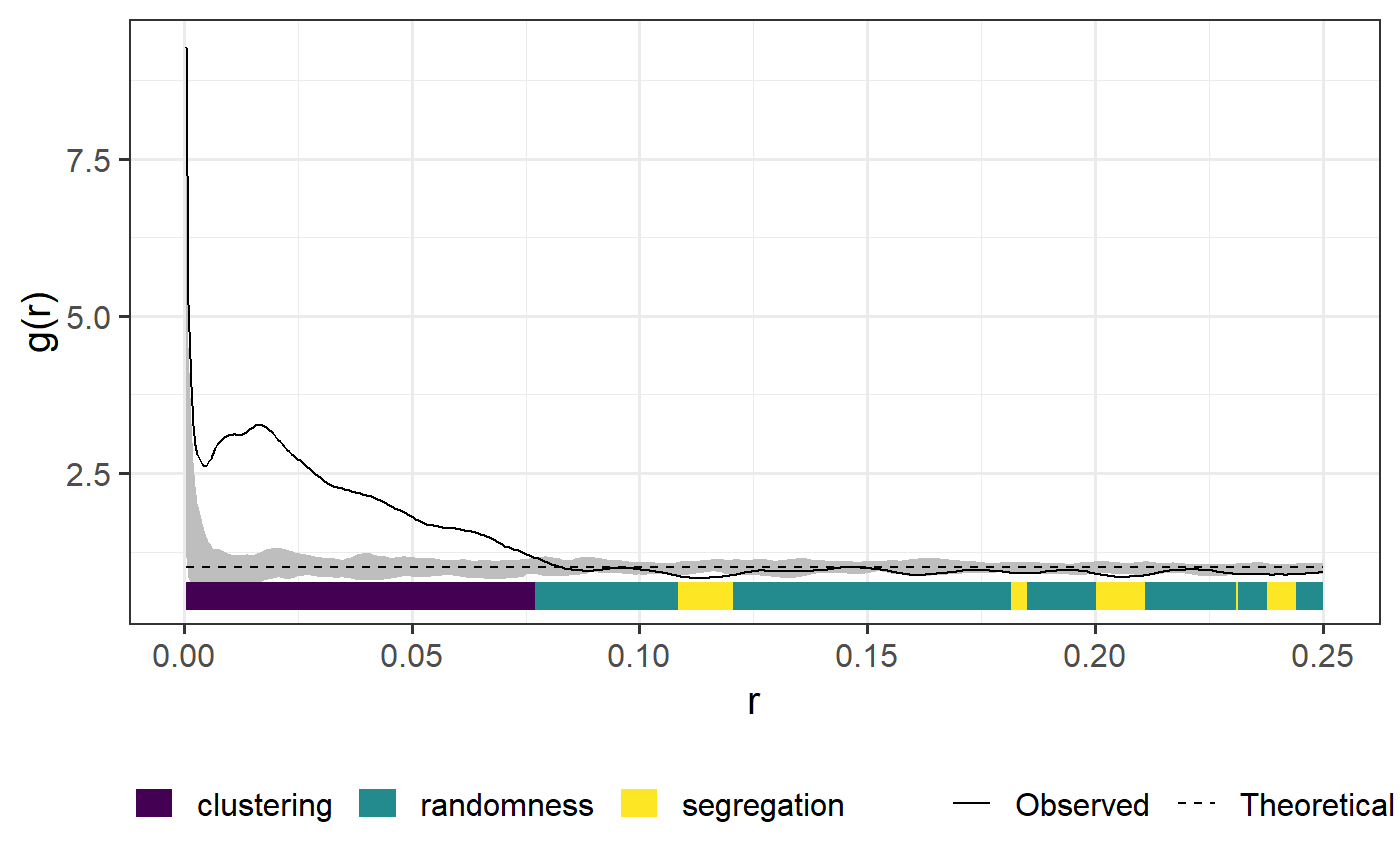 7.5
5.0
2.5
g(r)
0.00 0.05 0.10 0.15 0.20 0.25
r
clustering randomness segregation Observed Theoretical